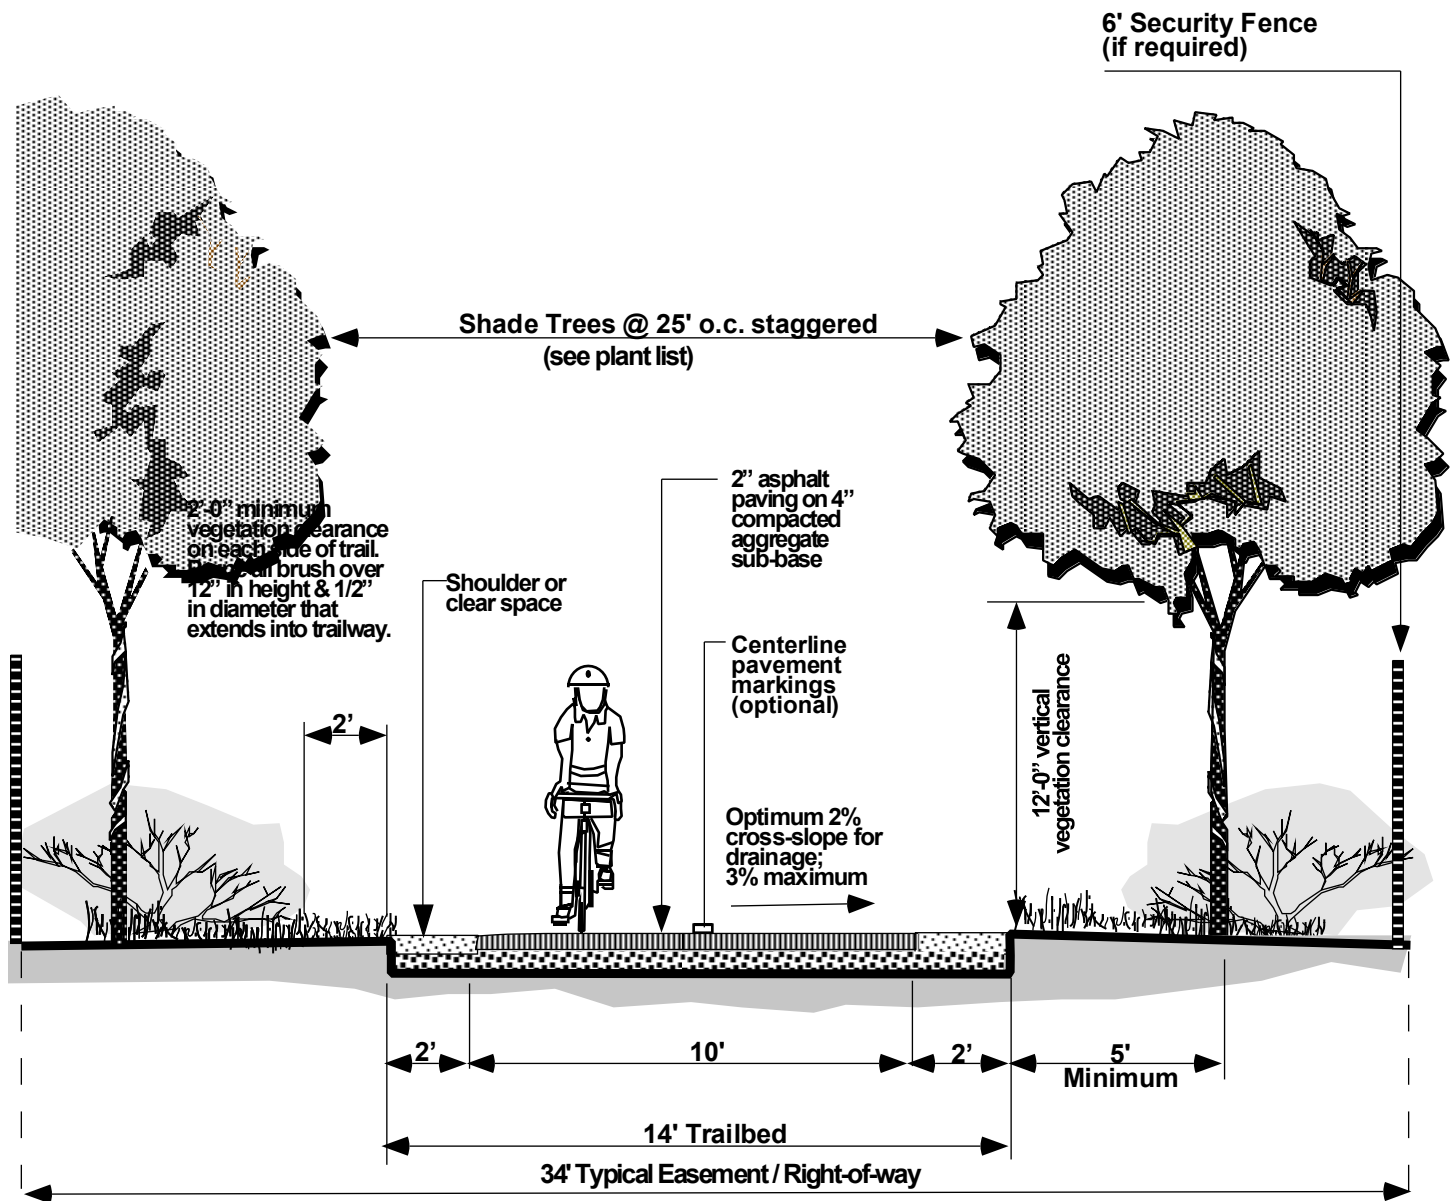 6' Security Fence
(if required)
Shade Trees @ 25' o.c. staggered
(see plant list)
2'-0" minimum
vegetation clearance
on each side of trail.
all brush over
12" in height & 1/2"
in diameter that
extends into trailway.
2” asphalt
paving on 4”
compacted
aggregate
sub-base
Shoulder or
clear space
Centerline
pavement
markings
(optional)
12'-0” vertical
vegetation clearance
2’
Optimum 2%
cross-slope for
drainage;
3% maximum
2’
10'
2’
5'
Minimum
14' Trailbed
34' Typical Easement / Right-of-way